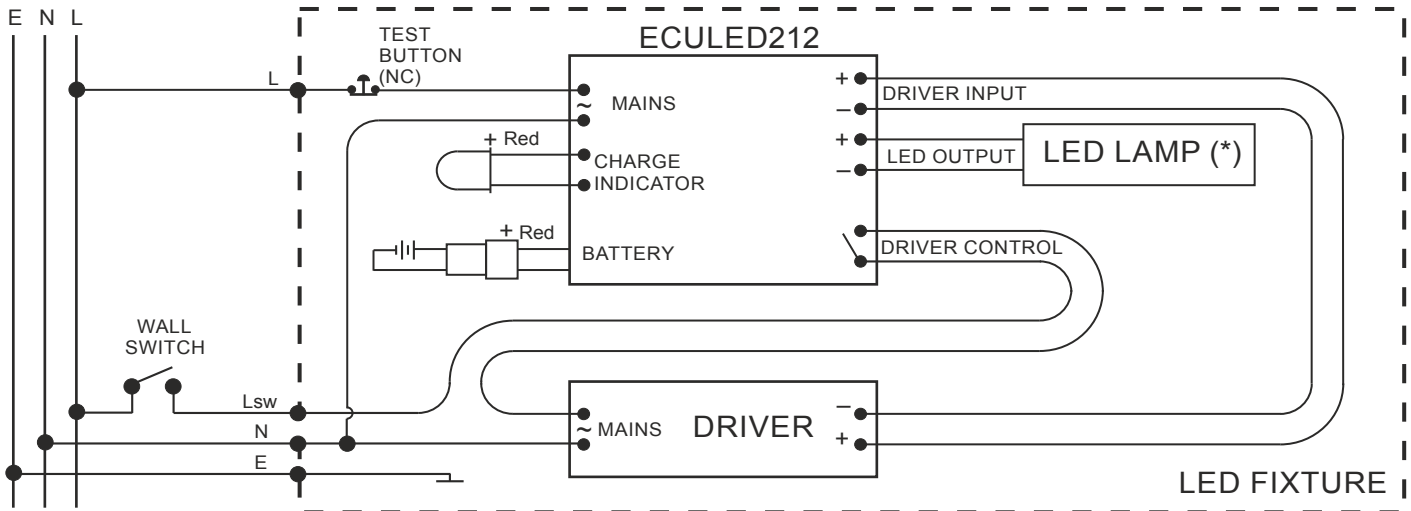 E N L
TEST
BUTTON
(NC)
ECULED212
L
~ MAINS
+
DRIVER INPUT
–
+ Red
CHARGE
INDICATOR
+
LED OUTPUT
–
LED LAMP (*)
+ Red
BATTERY
DRIVER CONTROL
WALL
SWITCH
Lsw
N
E
~ MAINS
DRIVER
–
+
LED FIXTURE